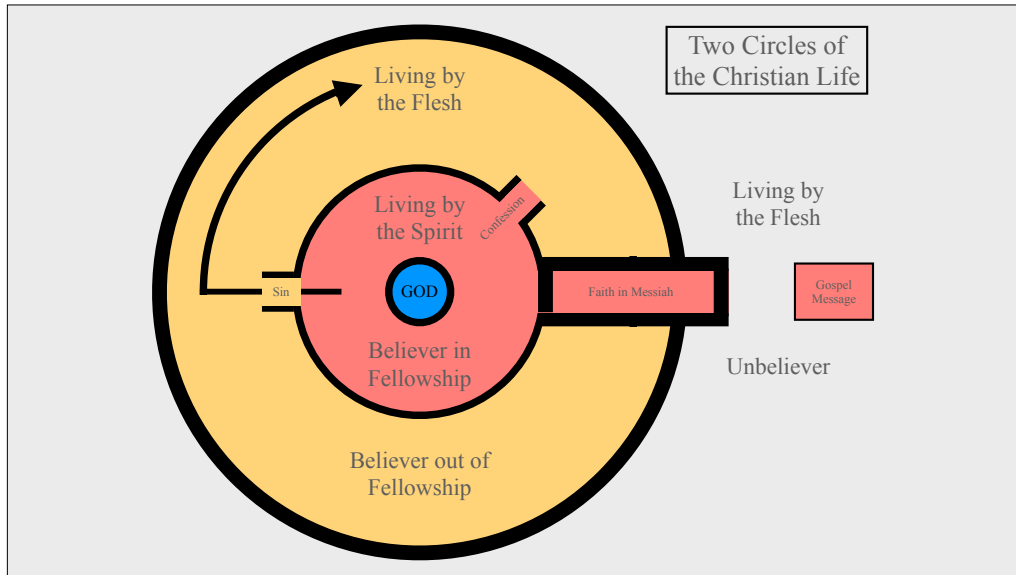 Two Circles of
the Christian Life
Living by
the Flesh
Living by
the Spirit
Confession
Living by
the Flesh
Sin
GOD
Faith in Messiah
Gospel
Message
Believer in
Fellowship
Unbeliever
Believer out of
Fellowship